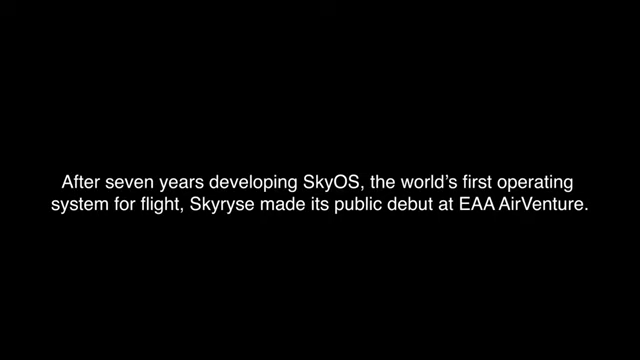 After seven years developing SkyOS, the world’s first operating
system for flight, Skyryse made its public debut at EAA AirVenture.